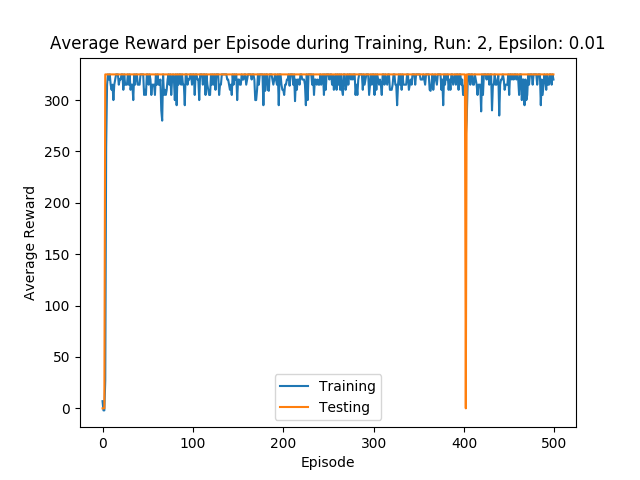 Average Reward per Episode during Training, Run: 2, Epsilon: 0.01
Average Reward
300
250
200
150
100
50
0
Training
Testing
0 100 200 300 400 500
Episode